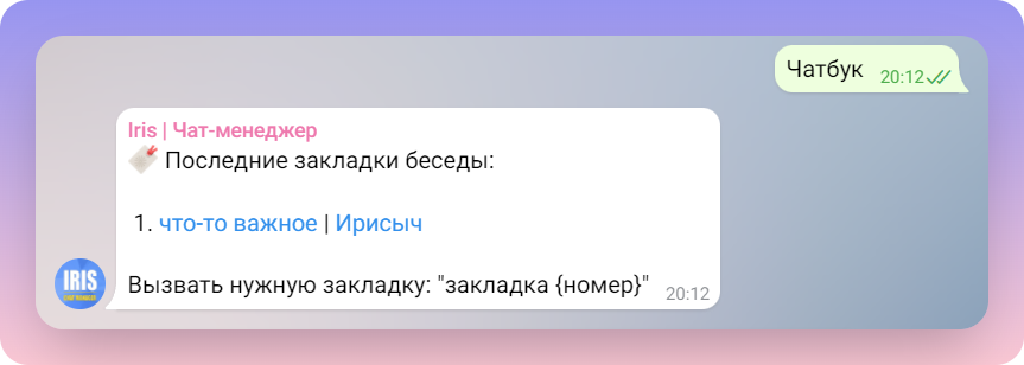 Чатбук 20:12
Iris | Чат-менеджер
Последние закладки беседы:
1. что-то важное | Ирисыч
IRIS
Вызвать нужную закладку: "закладка {номер}" 20:12